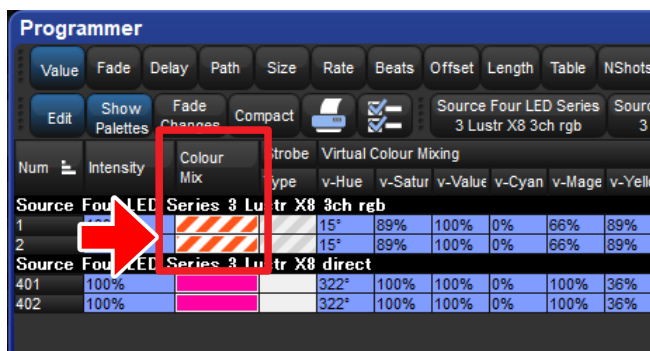 Programmer
Value Fade Delay Path Size Rate Beats Offset Length Table NShots
Edit Show Palettes Fade Changes Compact Source Four LED Series 3 Lustr X8 3ch rgb 3
Num Intensity Colour Mix Strobe Virtual Colour Mixing
Type v-Hue v-Satur v-Value v-Cyan v-Mage v-Yell
Source Four LED Series 3 Lustr X8 3ch rgb
1 15° 89% 100% 0% 66% 89%
2 15° 89% 100% 0% 66% 89%
Source Four LED Series 3 Lustr X8 direct
401 100% 322° 100% 100% 0% 100% 36%
402 100% 322° 100% 100% 0% 100% 36%